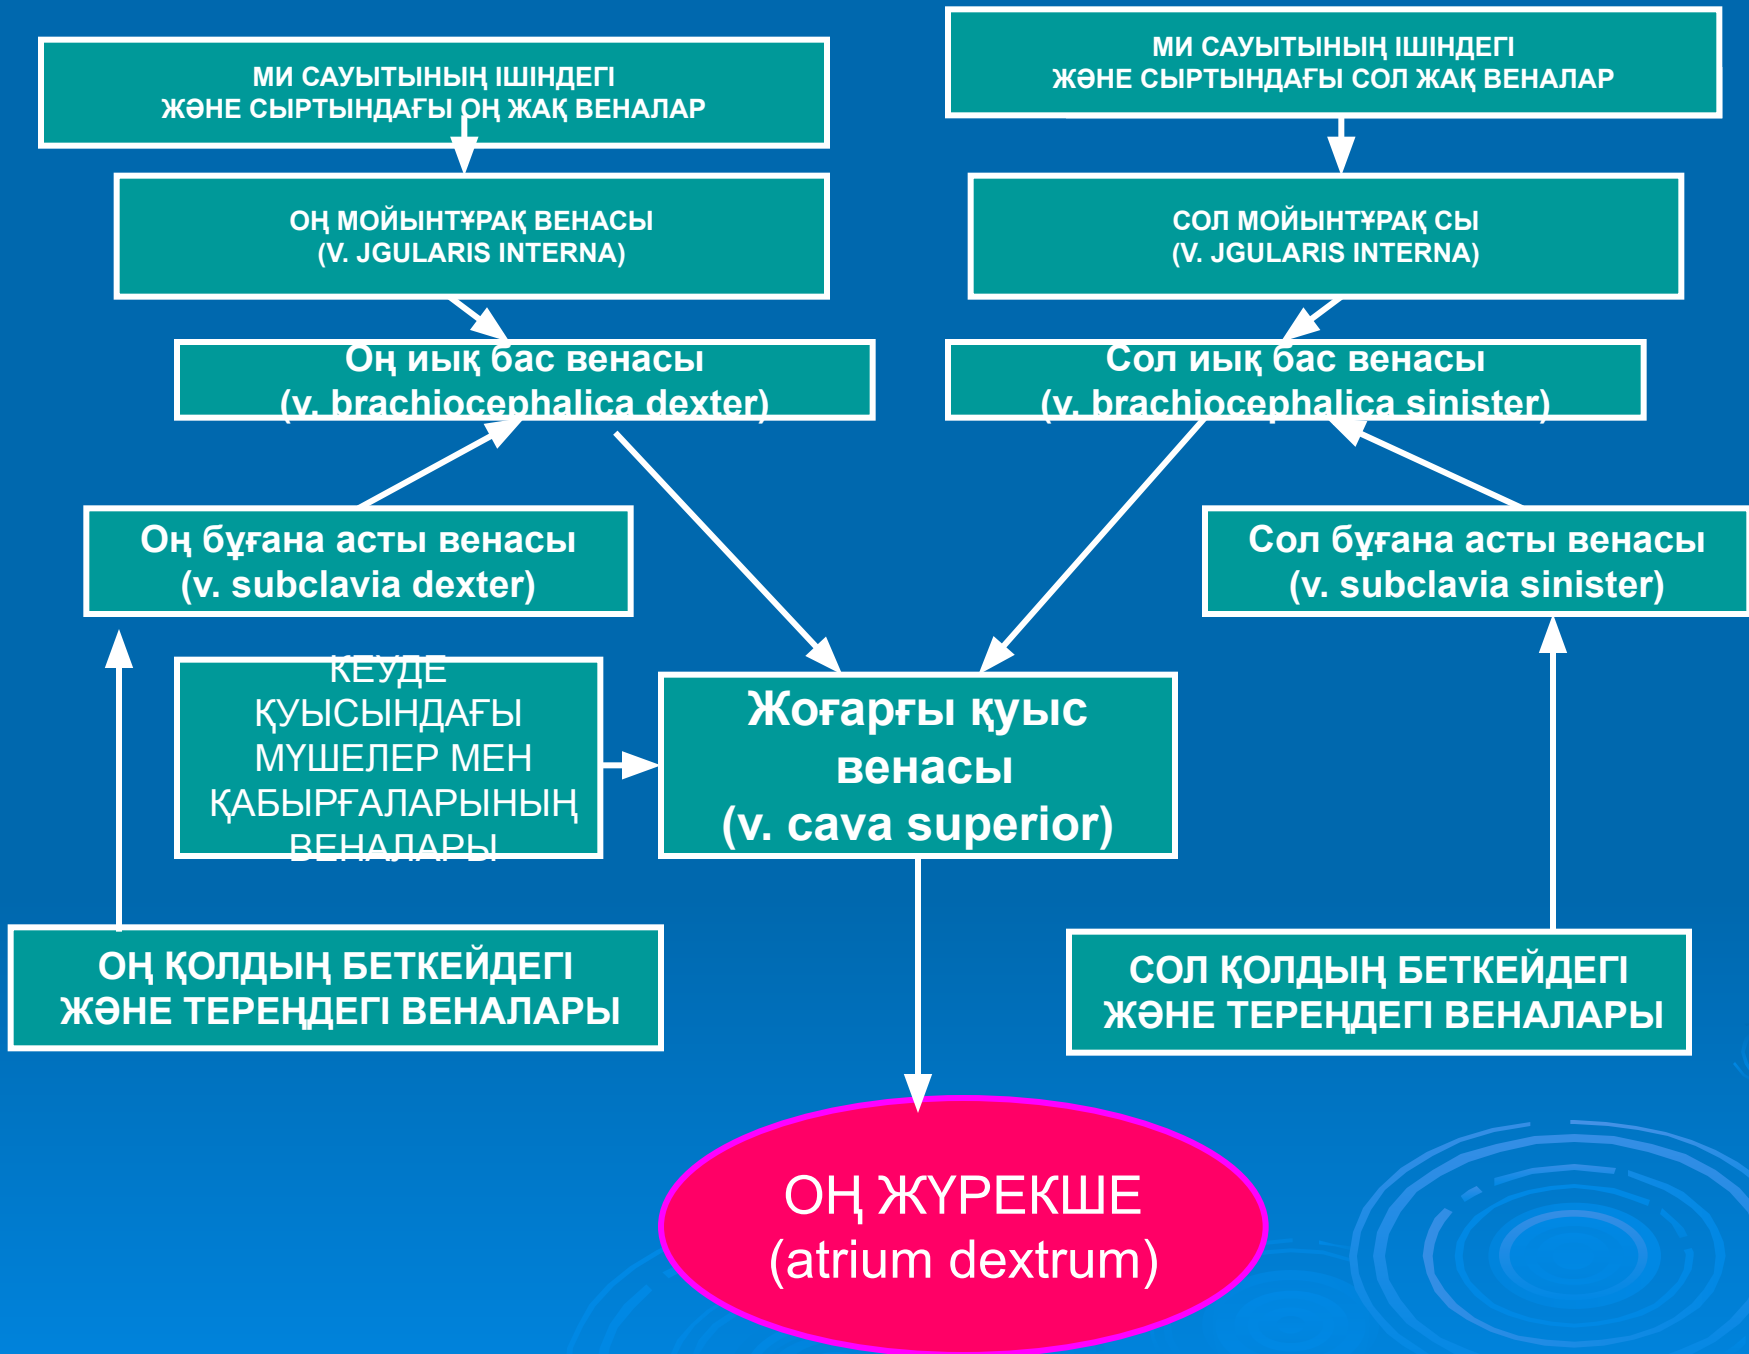 МИ САУЫТЫНЫҢ ІШІНДЕГІ
ЖӘНЕ СЫРТЫНДАҒЫ ОҢ ЖАҚ ВЕНАЛАР
МИ САУЫТЫНЫҢ ІШІНДЕГІ
ЖӘНЕ СЫРТЫНДАҒЫ СОЛ ЖАҚ ВЕНАЛАР
ОҢ МОЙЫНТҰРАҚ ВЕНАСЫ
(V. JGULARIS INTERNA)
СОЛ МОЙЫНТҰРАҚ СЫ
(V. JGULARIS INTERNA)
Оң иық бас венасы
(v. brachiocephalica dexter)
Сол иық бас венасы
(v. brachiocephalica sinister)
Оң бұғана асты венасы
(v. subclavia dexter)
Сол бұғана асты венасы
(v. subclavia sinister)
КЕУДЕ
ҚУЫСЫНДАҒЫ
МҮШЕЛЕР МЕН
ҚАБЫРҒАЛАРЫНЫҢ
ВЕНАЛАРЫ
Жоғарғы қуыс
венасы
(v. cava superior)
ОҢ ҚОЛДЫҢ БЕТКЕЙДЕГІ
ЖӘНЕ ТЕРЕҢДЕГІ ВЕНАЛАРЫ
СОЛ ҚОЛДЫҢ БЕТКЕЙДЕГІ
ЖӘНЕ ТЕРЕҢДЕГІ ВЕНАЛАРЫ
ОҢ ЖҮРЕКШЕ
(atrium dextrum)